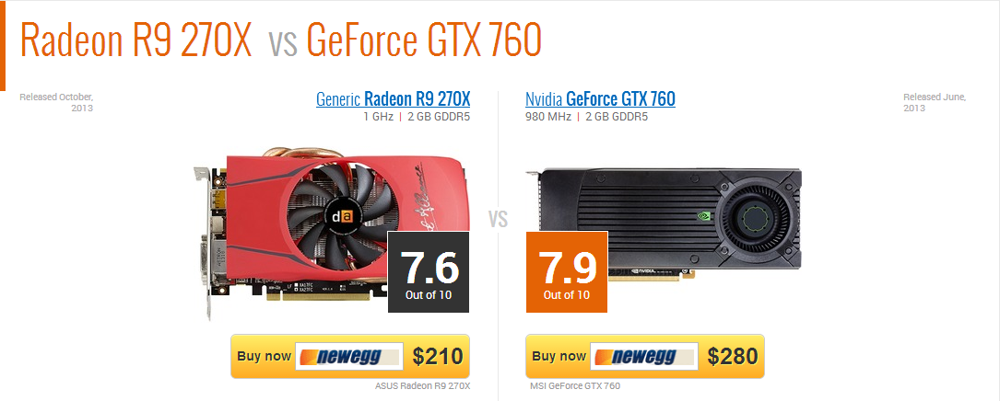 Radeon R9 270X vs GeForce GTX 760
Released October, 2013
Generic Radeon R9 270X
1 GHz | 2 GB GDDR5
Nvidia GeForce GTX 760
980 MHz | 2 GB GDDR5
Released June, 2013
da
VS
NVIDIA
7.6
Out of 10
7.9
Out of 10
Buy now newegg $210
ASUS Radeon R9 270X
Buy now newegg $280
MSI GeForce GTX 760